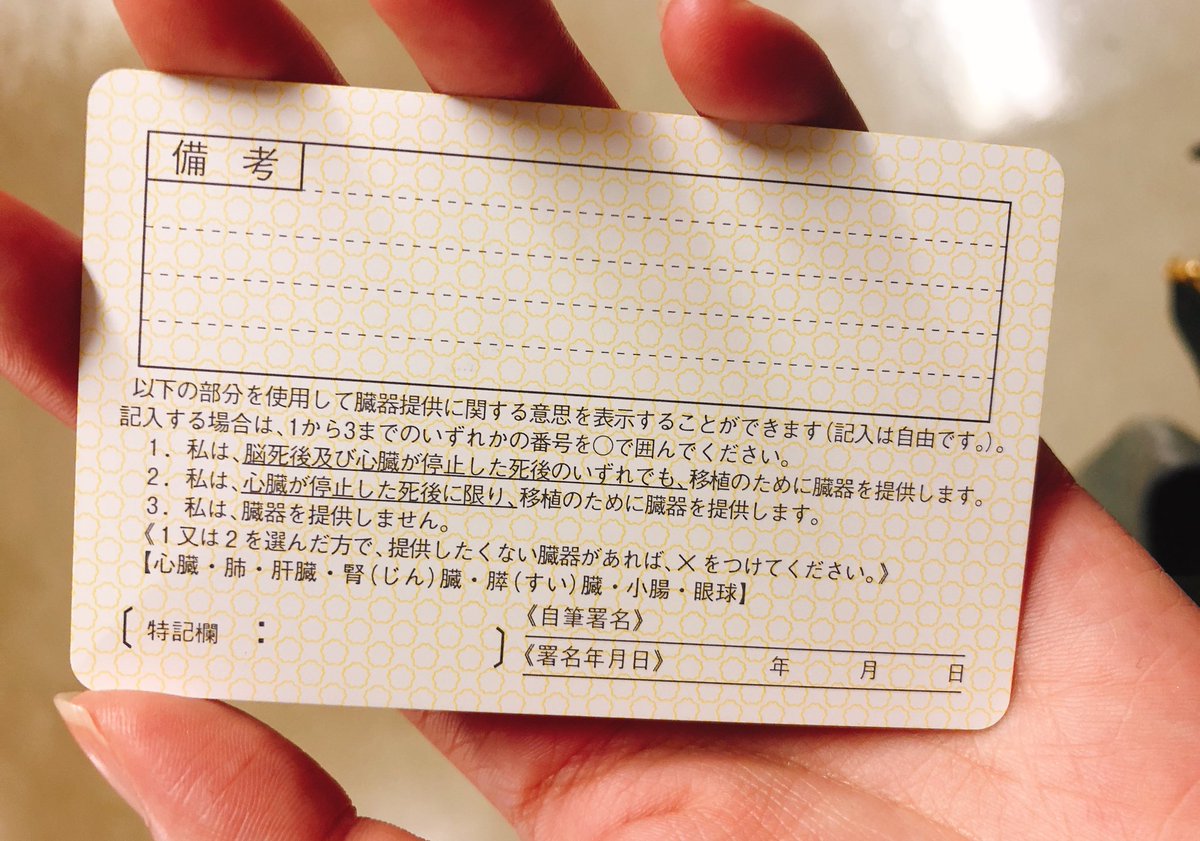 備考
以下の部分を使用して臓器提供に関する意思を表示することができます(記入は自由です。)。
記入する場合は、1から3までのいずれかの番号を○で囲んでください。
1. 私は、脳死後及び心臓が停止した死後のいずれでも、移植のために臓器を提供します。
2. 私は、心臓が停止した死後に限り、移植のために臓器を提供します。
3. 私は、臓器を提供しません。
《1又は2を選んだ方で、提供したくない臓器があれば、×をつけてください。》
【心臓・肺・肝臓・腎(じん)臓・膵(すい)臓・小腸・眼球】
〔特記欄:〕
《自筆署名》
《署名年月日》 年 月 日